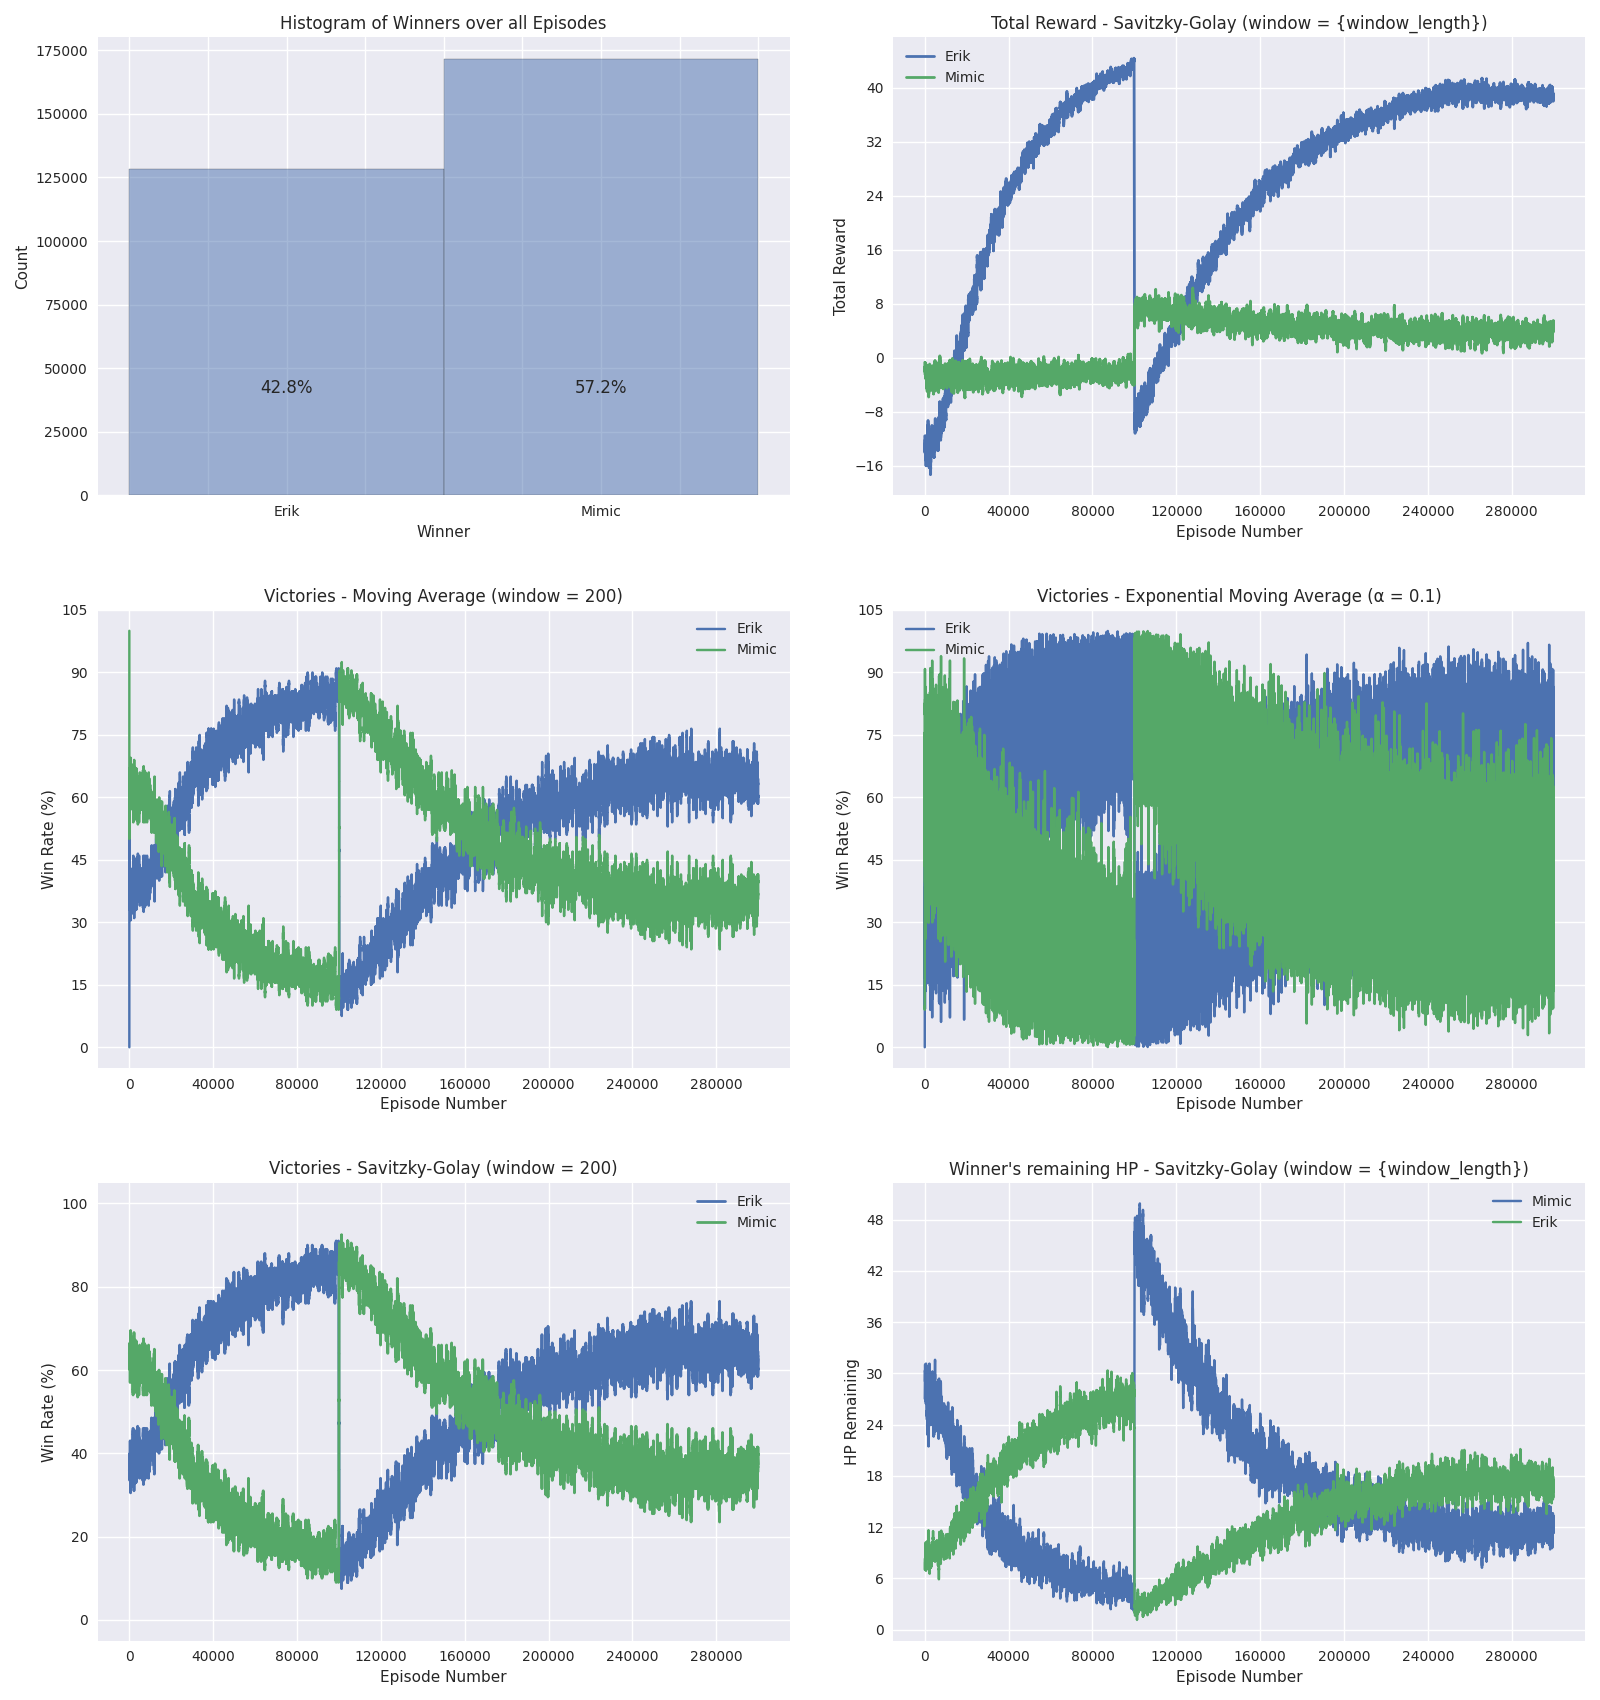 Histogram of Winners over all Episodes
175000
150000
125000
100000
75000
50000
25000
0
Count
42.8%
57.2%
Erik
Mimic
Winner
Total Reward - Savitzky-Golay (window = {window_length})
Erik
Mimic
40
32
24
16
8
0
−8
−16
Total Reward
0 40000 80000 120000 160000 200000 240000 280000
Episode Number
Victories - Moving Average (window = 200)
Erik
Mimic
105
90
75
60
45
30
15
0
Win Rate (%)
0 40000 80000 120000 160000 200000 240000 280000
Episode Number
Victories - Exponential Moving Average (α = 0.1)
Erik
Mimic
105
90
75
60
45
30
15
0
Win Rate (%)
0 40000 80000 120000 160000 200000 240000 280000
Episode Number
Victories - Savitzky-Golay (window = 200)
Erik
Mimic
100
80
60
40
20
0
Win Rate (%)
0 40000 80000 120000 160000 200000 240000 280000
Episode Number
Winner's remaining HP - Savitzky-Golay (window = {window_length})
Mimic
Erik
48
42
36
30
24
18
12
6
0
HP Remaining
0 40000 80000 120000 160000 200000 240000 280000
Episode Number